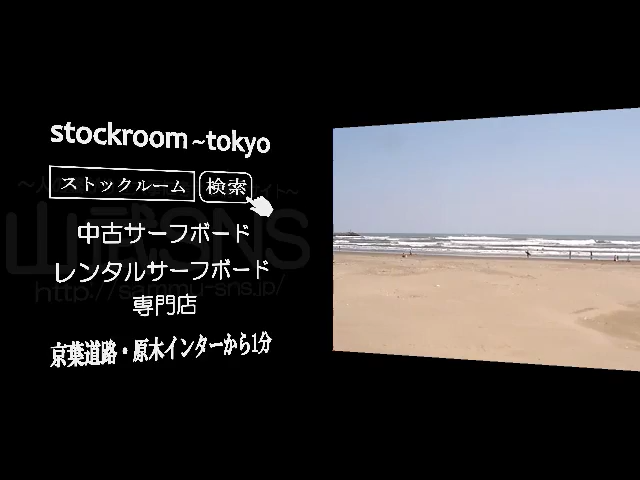 stockroom ~tokyo
ストックルーム 検索
中古サーフボード
レンタルサーフボード
専門店
京葉道路・原木インターから1分
http://sammu-sns.jp/